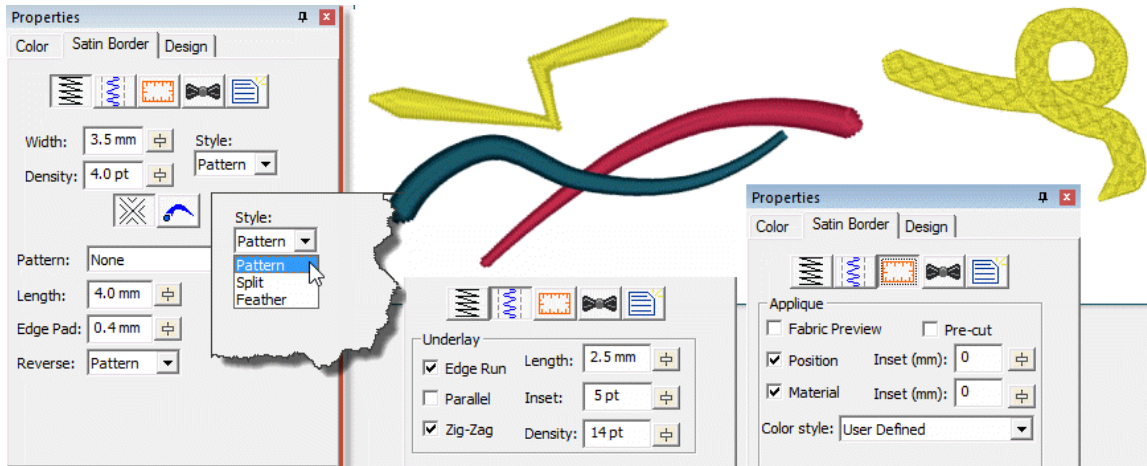 Properties
Color Satin Border Design
Width: 3.5 mm Style:
Density: 4.0 pt Pattern
Pattern: None
Length: 4.0 mm
Edge Pad: 0.4 mm
Reverse: Pattern
Style:
Pattern
Pattern
Split
Feather
Underlay
Edge Run Length: 2.5 mm
Parallel Inset: 5 pt
Zig-Zag Density: 14 pt
Properties
Color Satin Border Design
Applique
Fabric Preview Pre-cut
Position Inset (mm): 0
Material Inset (mm): 0
Color style: User Defined